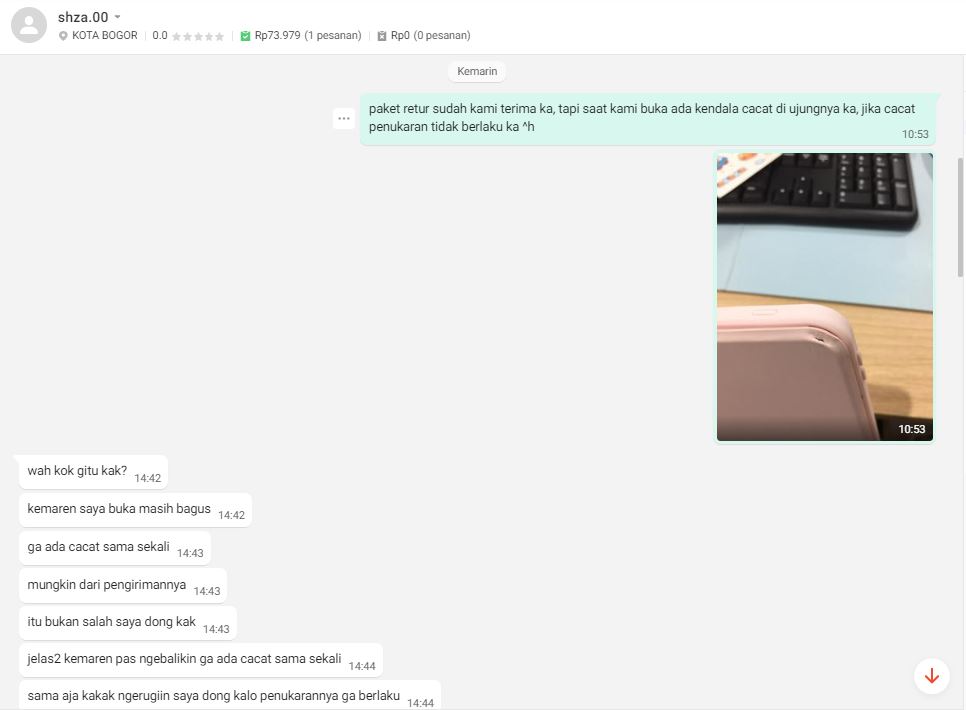 shza.00
KOTA BOGOR 0.0 Rp73.979 (1 pesanan) Rp0 (0 pesanan)
Kemarin
paket retur sudah kami terima ka, tapi saat kami buka ada kendala cacat di ujungnya ka, jika cacat
penukaran tidak berlaku ka ^h
10:53
10:53
wah kok gitu kak? 14:42
kemaren saya buka masih bagus 14:42
ga ada cacat sama sekali 14:43
mungkin dari pengirimannya 14:43
itu bukan salah saya dong kak 14:43
jelas2 kemaren pas ngebalikin ga ada cacat sama sekali 14:44
sama aja kakak ngerugiin saya dong kalo penukarannya ga berlaku 14:44